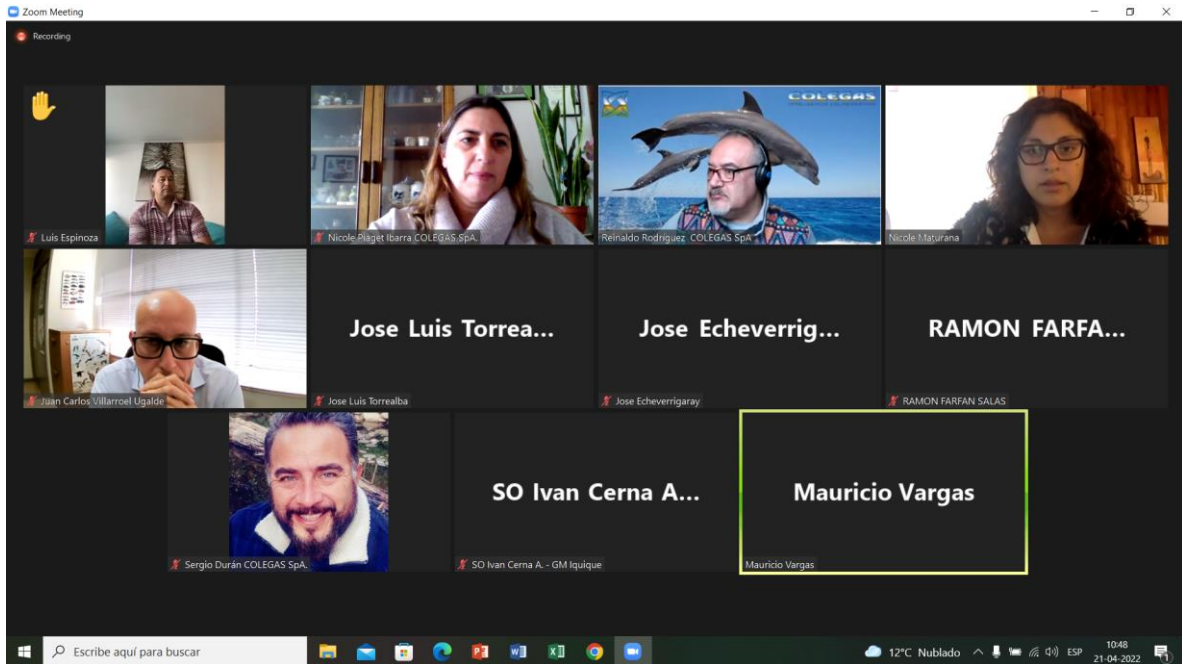 Zoom Meeting
Recording
COLEGAS
Luis Espinoza
Nicole Piaget Ibarra COLEGAS SpA.
Reinaldo Rodriguez COLEGAS SpA
Nicole Maturana
Juan Carlos Villarroel Ugalde
Jose Luis Torrea...
Jose Luis Torrealba
Jose Echeverrig...
Jose Echeverrigaray
RAMON FARFA...
RAMON FARFAN SALAS
Sergio Durán COLEGAS SpA.
SO Ivan Cerna A...
SO Ivan Cerna A. - GM Iquique
Mauricio Vargas
Mauricio Vargas
Escribe aquí para buscar
12°C Nublado
ESP
10:48
21-04-2022